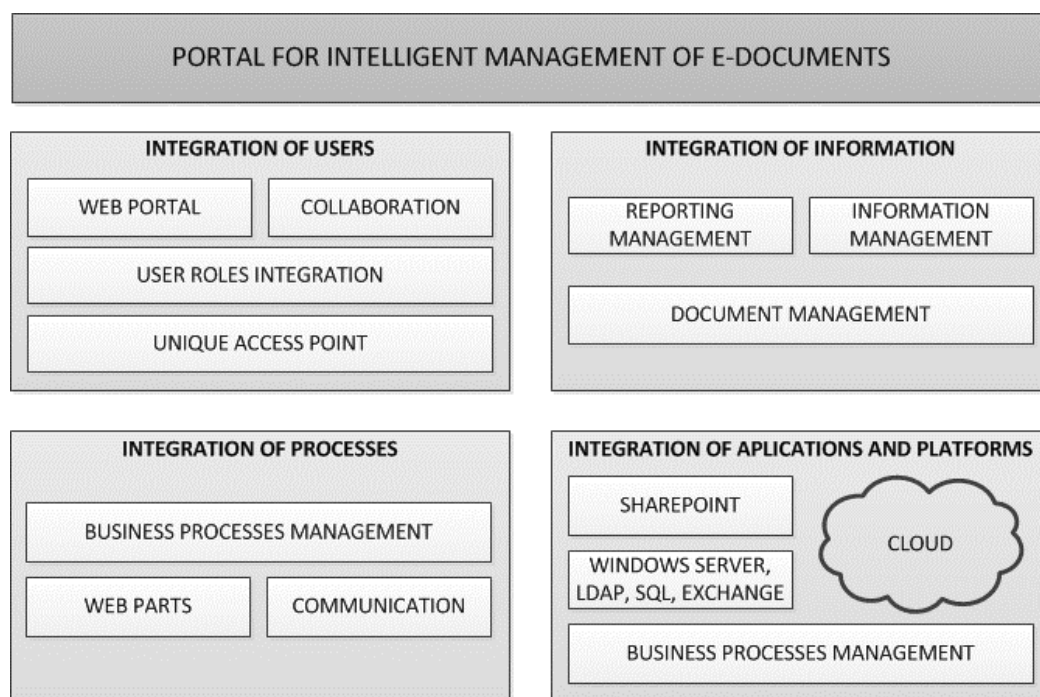 PORTAL FOR INTELLIGENT MANAGEMENT OF E-DOCUMENTS
INTEGRATION OF USERS
WEB PORTAL
COLLABORATION
USER ROLES INTEGRATION
UNIQUE ACCESS POINT
INTEGRATION OF INFORMATION
REPORTING
MANAGEMENT
INFORMATION
MANAGEMENT
DOCUMENT MANAGEMENT
INTEGRATION OF PROCESSES
BUSINESS PROCESSES MANAGEMENT
WEB PARTS
COMMUNICATION
INTEGRATION OF APLICATIONS AND PLATFORMS
SHAREPOINT
CLOUD
WINDOWS SERVER,
LDAP, SQL, EXCHANGE
BUSINESS PROCESSES MANAGEMENT